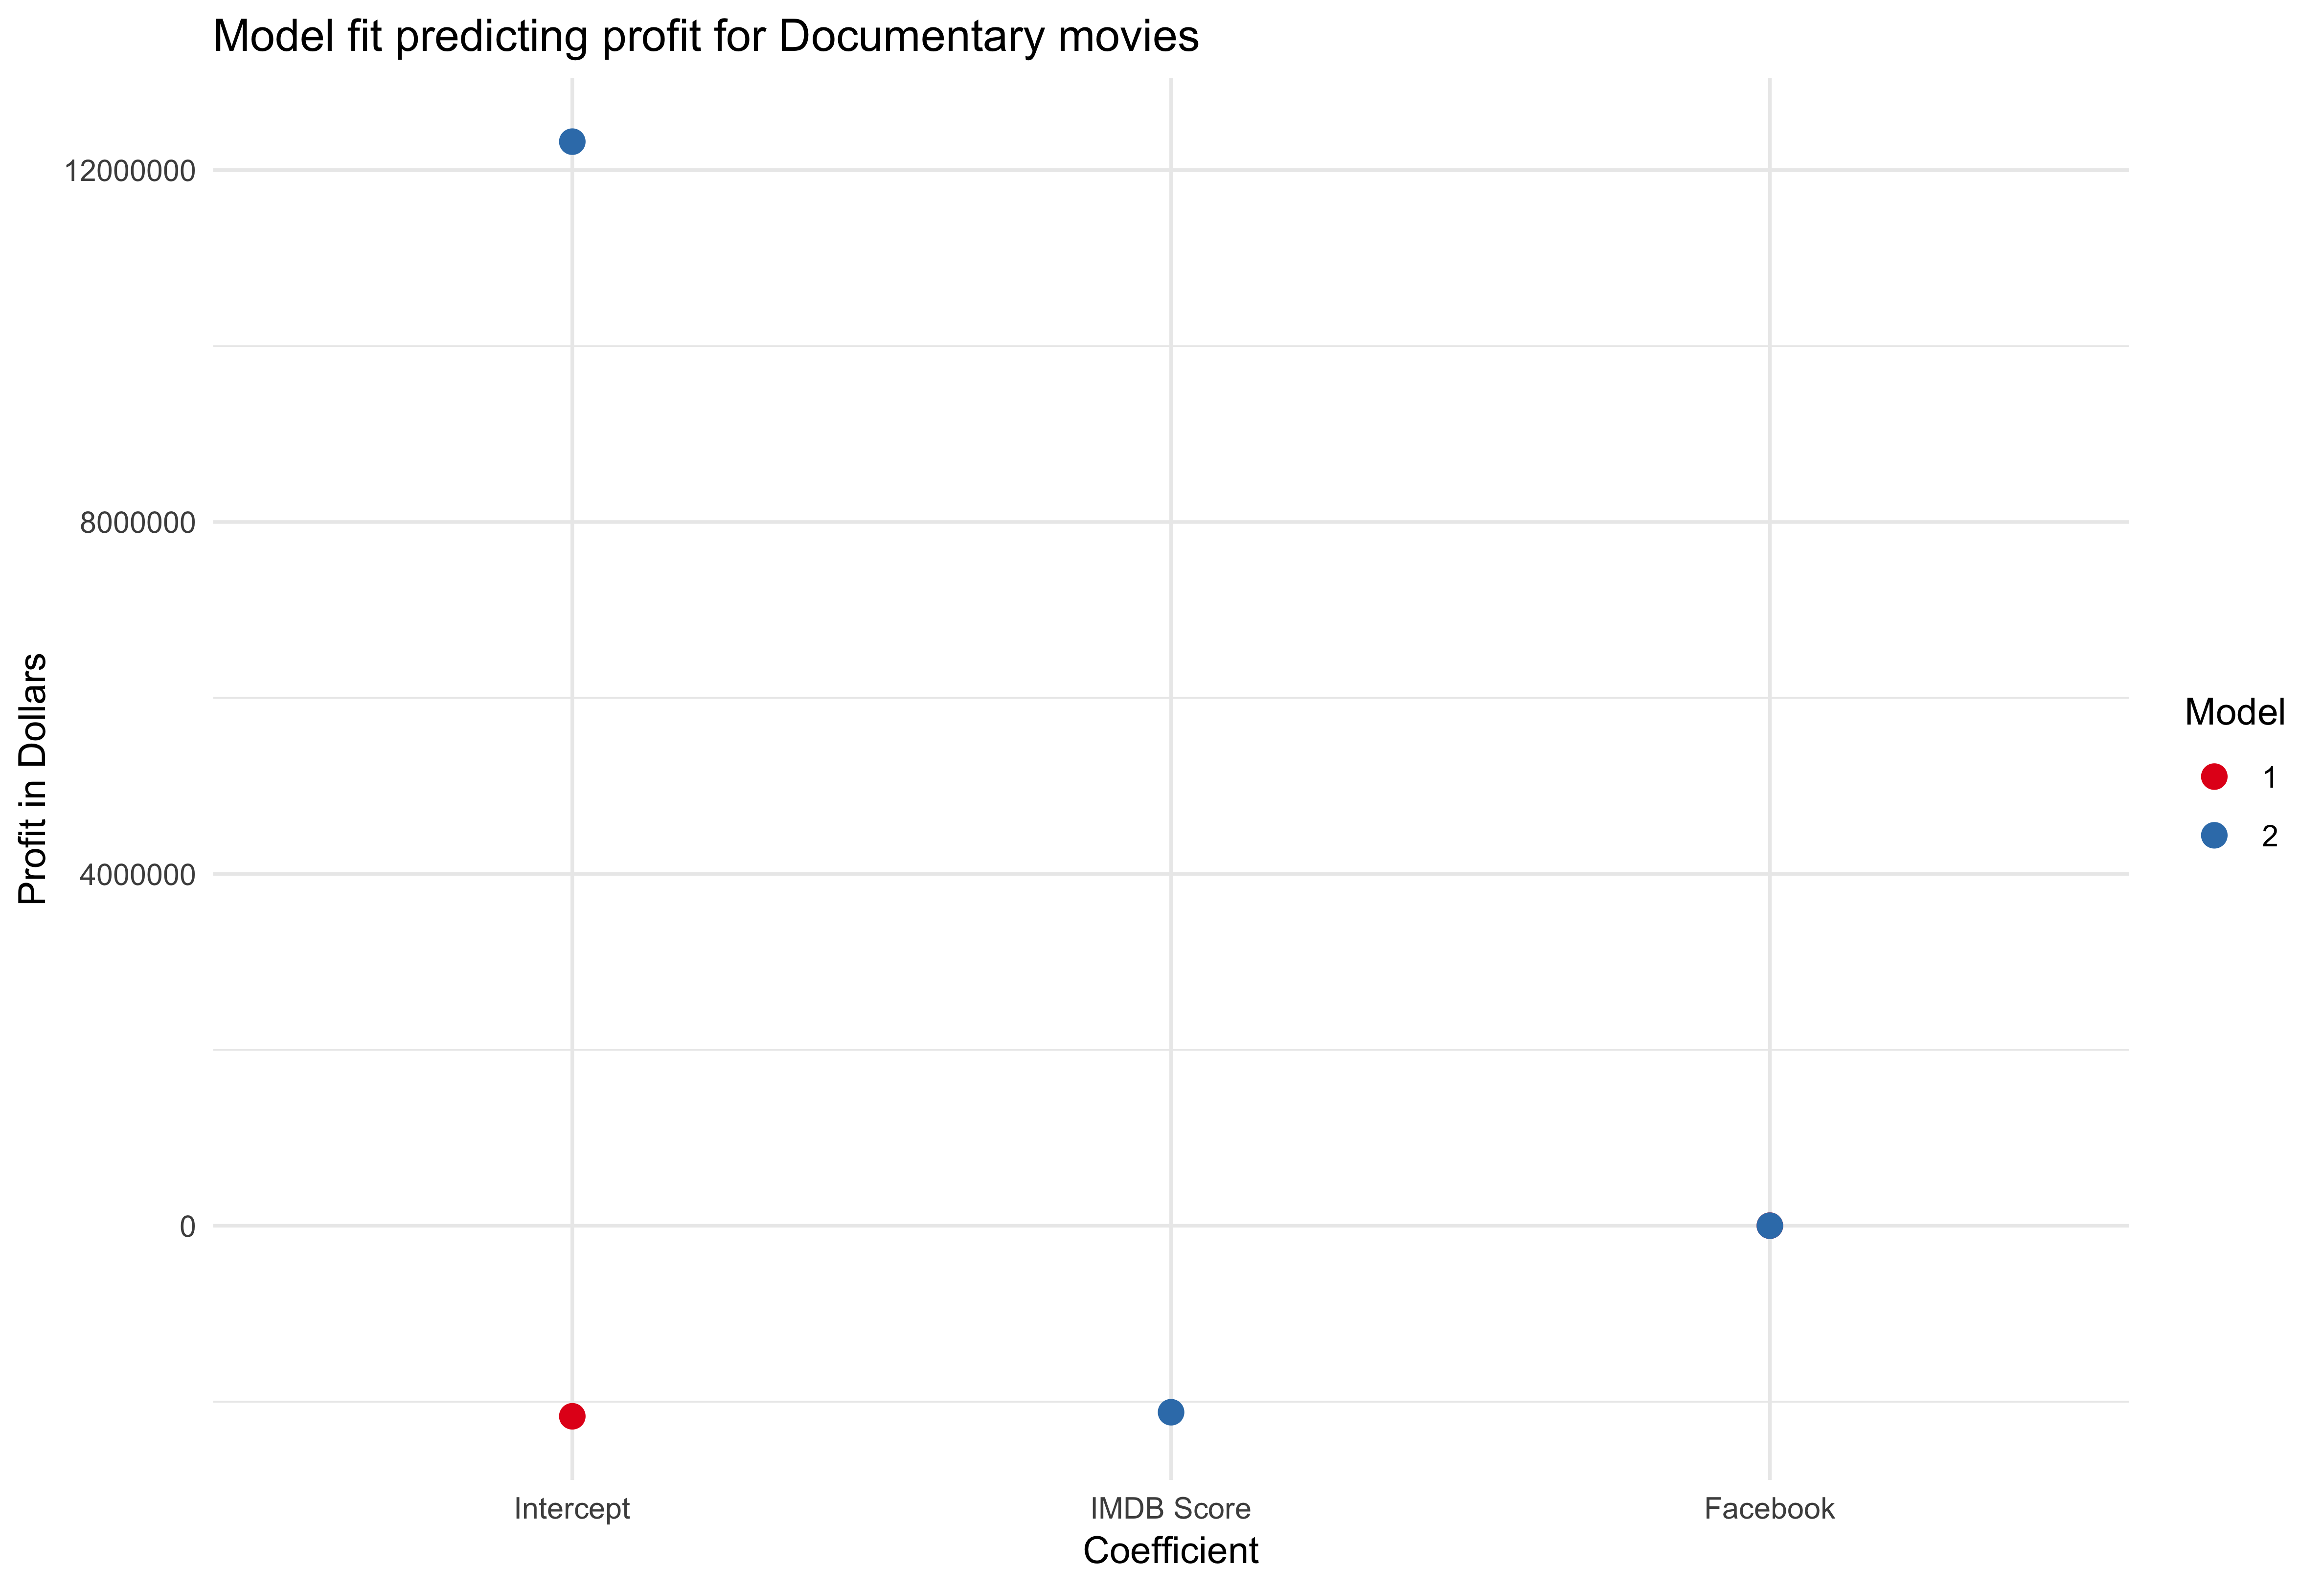 Model fit predicting profit for Documentary movies
12000000
8000000
4000000
0
Profit in Dollars
Intercept
IMDB Score
Facebook
Coefficient
Model
1
2